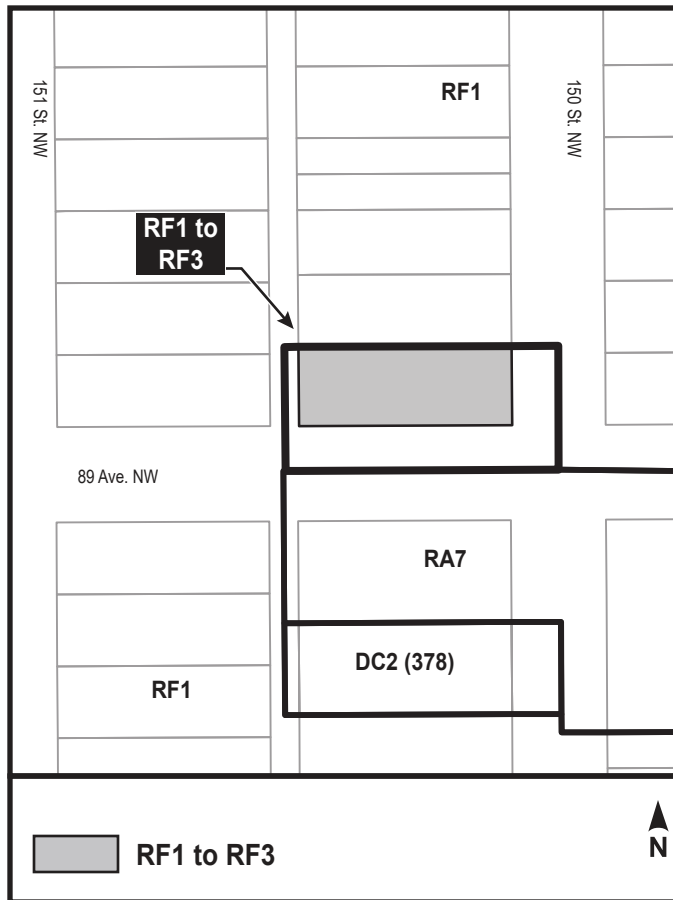 RF1
151 St. NW
150 St. NW
RF1 to
RF3
89 Ave. NW
RA7
DC2 (378)
RF1
RF1 to RF3
N